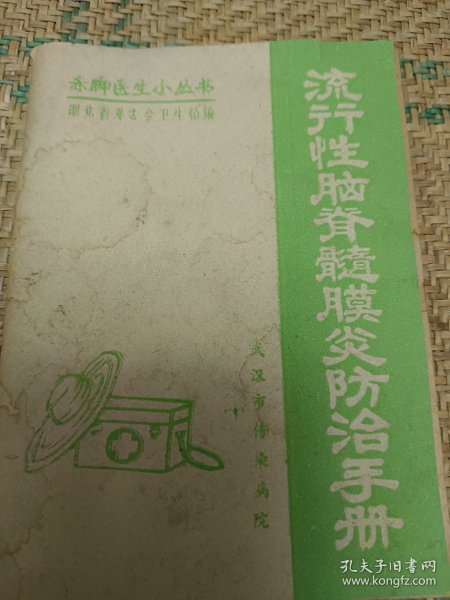 赤脚医生小丛书
湖北省革委会卫生局编
流行性脑脊髓膜炎防治手册
武汉市传染病院
孔夫子旧书网
www.kongfz.com